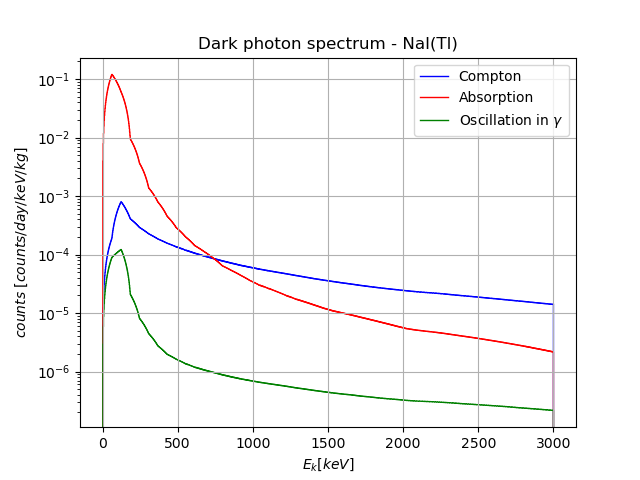 Dark photon spectrum - NaI(Tl)
counts [counts/day/keV/kg]
10⁻¹
10⁻²
10⁻³
10⁻⁴
10⁻⁵
10⁻⁶
Compton
Absorption
Oscillation in γ
0 500 1000 1500 2000 2500 3000
E_k[keV]